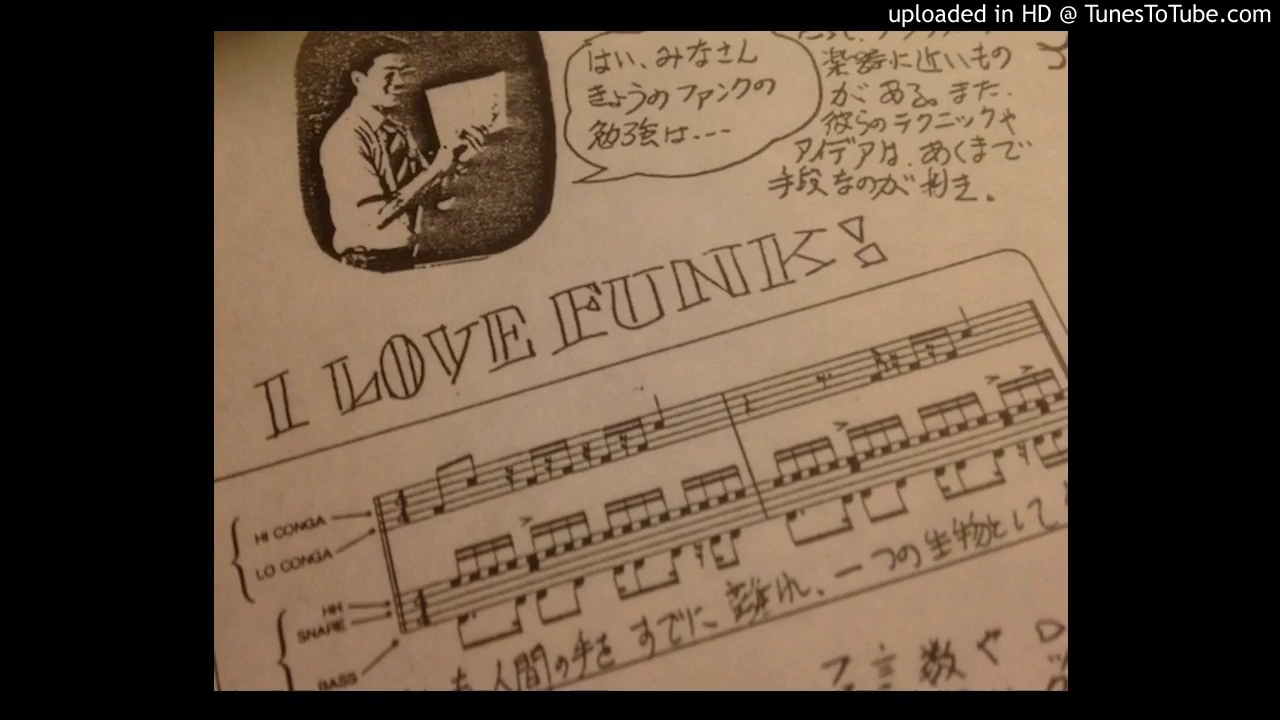 uploaded in HD @ TunesToTube.com
はい、みなさん
きょうのファンクの
勉強は---
楽器に近いもの
が ある。また、
彼らのテクニックや
アイデアは、あくまで
手段なのが
I LOVE FUNK!
HI CONGA
LO CONGA
HH
SNARE
BASS
人間の手を すでに 離れ、一つの生物として
言 数や